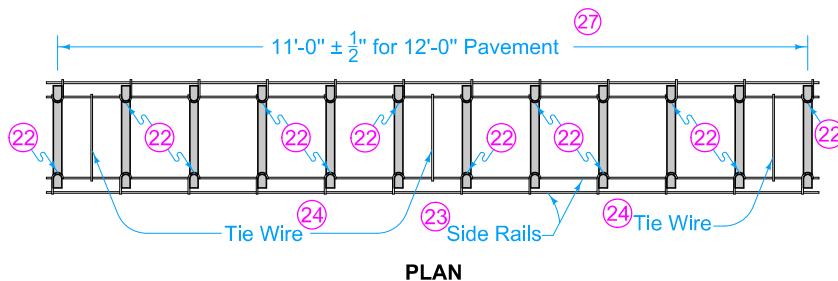 27
11'-0" ± 1/2" for 12'-0" Pavement
22 22 22 22 22 22 22 22
24 23 24
Tie Wire Side Rails Tie Wire
PLAN